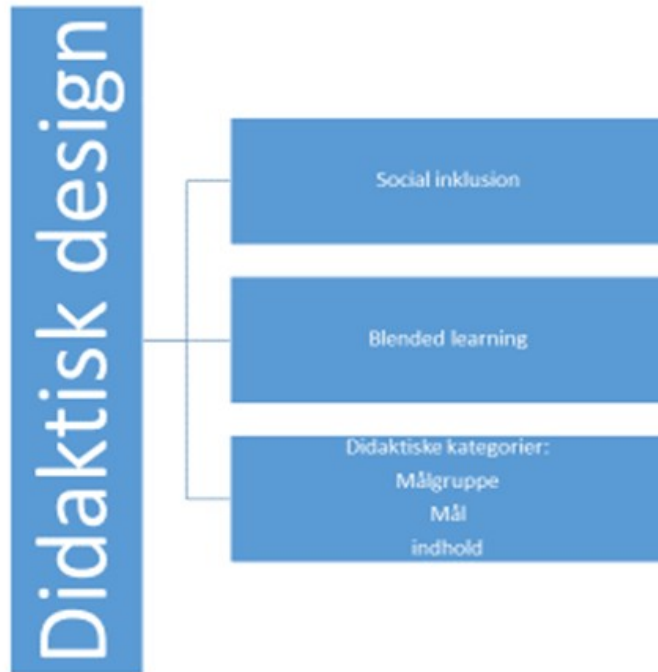 Didaktisk design
Social inklusion
Blended learning
Didaktiske kategorier:
Målgruppe
Mål
indhold